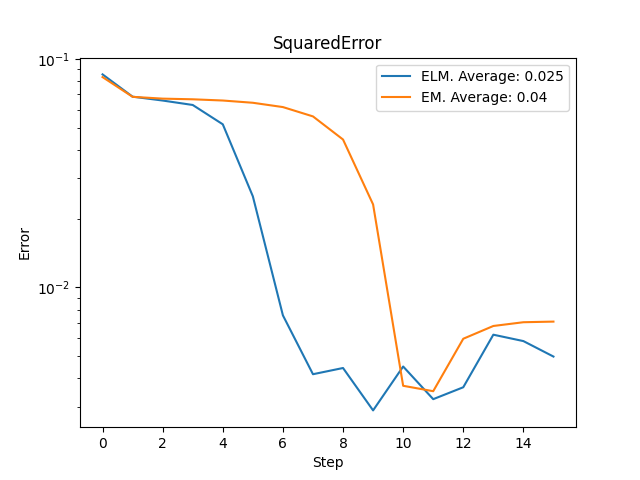 SquaredError
ELM. Average: 0.025
EM. Average: 0.04
10⁻¹
10⁻²
Error
0 2 4 6 8 10 12 14
Step